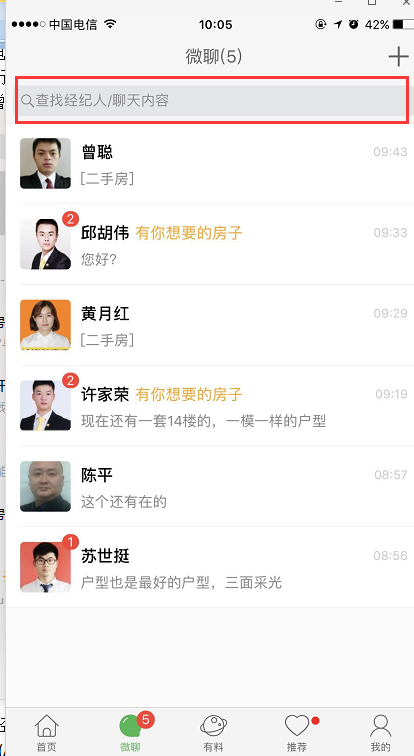 中国电信 10:05 42%
微聊(5)
查找经纪人/聊天内容
曾聪 09:43
[二手房]
2
邱胡伟 有你想要的房子 09:33
您好?
黄月红 09:29
[二手房]
2
许家荣 有你想要的房子 09:19
现在还有一套14楼的，一模一样的户型
陈平 08:57
这个还有在的
1
苏世挺 08:56
户型也是最好的户型，三面采光
5
首页 微聊 有料 推荐 我的